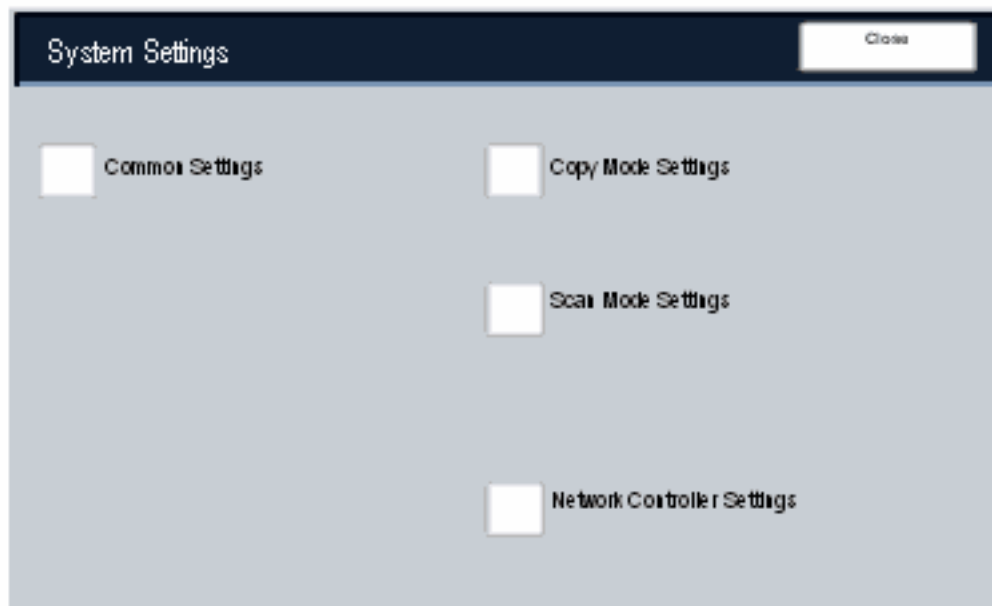 System Settings
Close
Common Settings
Copy Mode Settings
Scan Mode Settings
Network Controller Settings